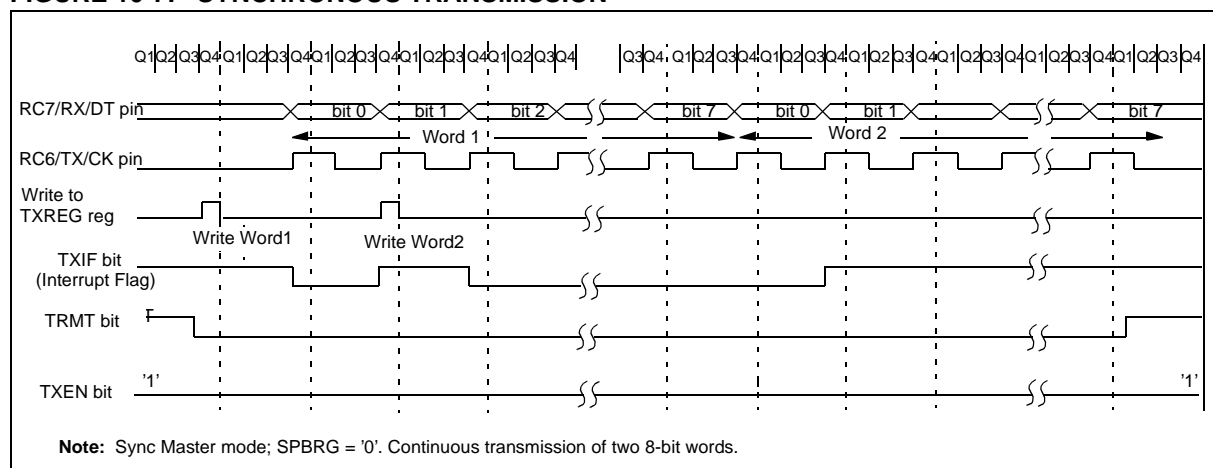 Q1 Q2 Q3 Q4 Q1 Q2 Q3 Q4 Q1 Q2 Q3 Q4 Q1 Q2 Q3 Q4 Q1 Q2 Q3 Q4 Q3 Q4 Q1 Q2 Q3 Q4 Q1 Q2 Q3 Q4 Q1 Q2 Q3 Q4 Q1 Q2 Q3 Q4 Q1 Q2 Q3 Q4 Q1 Q2 Q3 Q4
RC7/RX/DT pin bit 0 bit 1 bit 2 bit 7 bit 0 bit 1 bit 7
Word 1 Word 2
RC6/TX/CK pin
Write to
TXREG reg
Write Word1 Write Word2
TXIF bit
(Interrupt Flag)
TRMT bit
TXEN bit '1' '1'
Note: Sync Master mode; SPBRG = '0'. Continuous transmission of two 8-bit words.